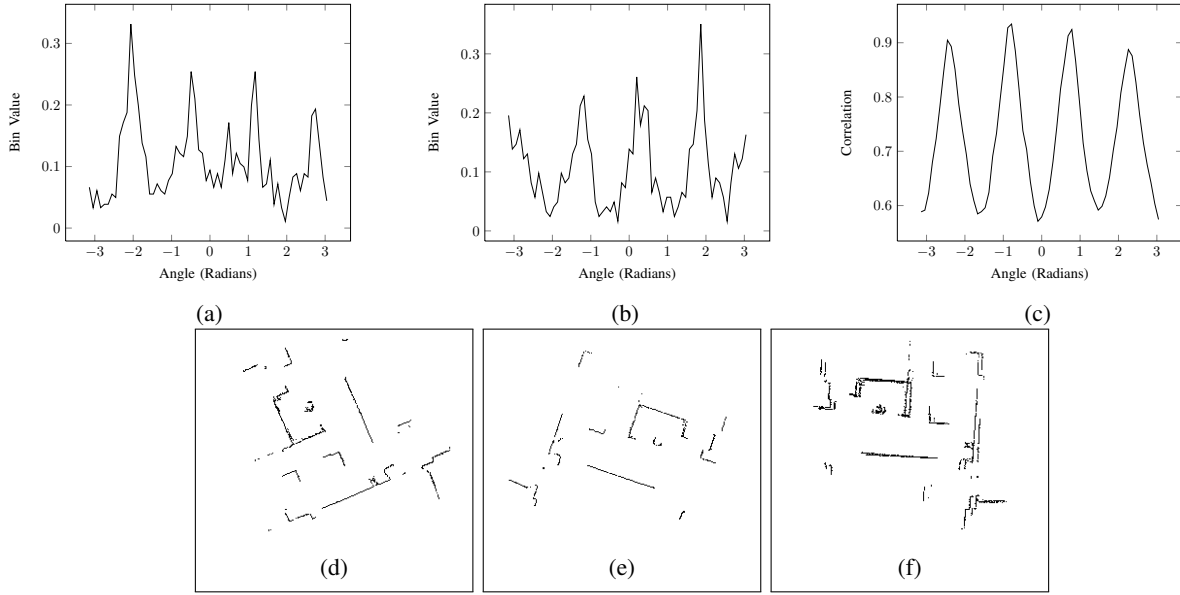 0.3
0.2
0.1
0
Bin Value
−3 −2 −1 0 1 2 3
Angle (Radians)
(a)
0.3
0.2
0.1
0
Bin Value
−3 −2 −1 0 1 2 3
Angle (Radians)
(b)
0.9
0.8
0.7
0.6
Correlation
−3 −2 −1 0 1 2 3
Angle (Radians)
(c)
(d)
(e)
(f)